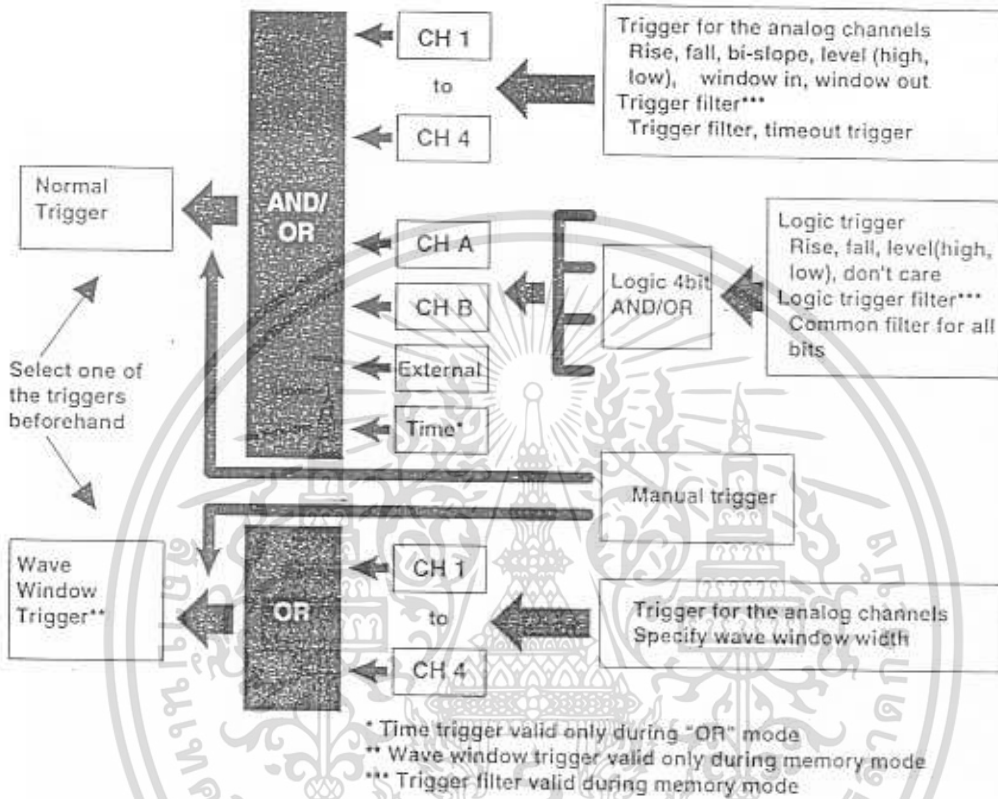 CH 1
to
CH 4
Trigger for the analog channels
Rise, fall, bi-slope, level (high,
low), window in, window out
Trigger filter***
Trigger filter, timeout trigger
Normal
Trigger
AND/
OR
CH A
CH B
External
Time*
Logic 4bit
AND/OR
Logic trigger
Rise, fall, level(high,
low), don't care
Logic trigger filter***
Common filter for all
bits
Select one of
the triggers
beforehand
Manual trigger
Wave
Window
Trigger**
OR
CH 1
to
CH 4
Trigger for the analog channels
Specify wave window width
* Time trigger valid only during "OR" mode
** Wave window trigger valid only during memory mode
*** Trigger filter valid during memory mode